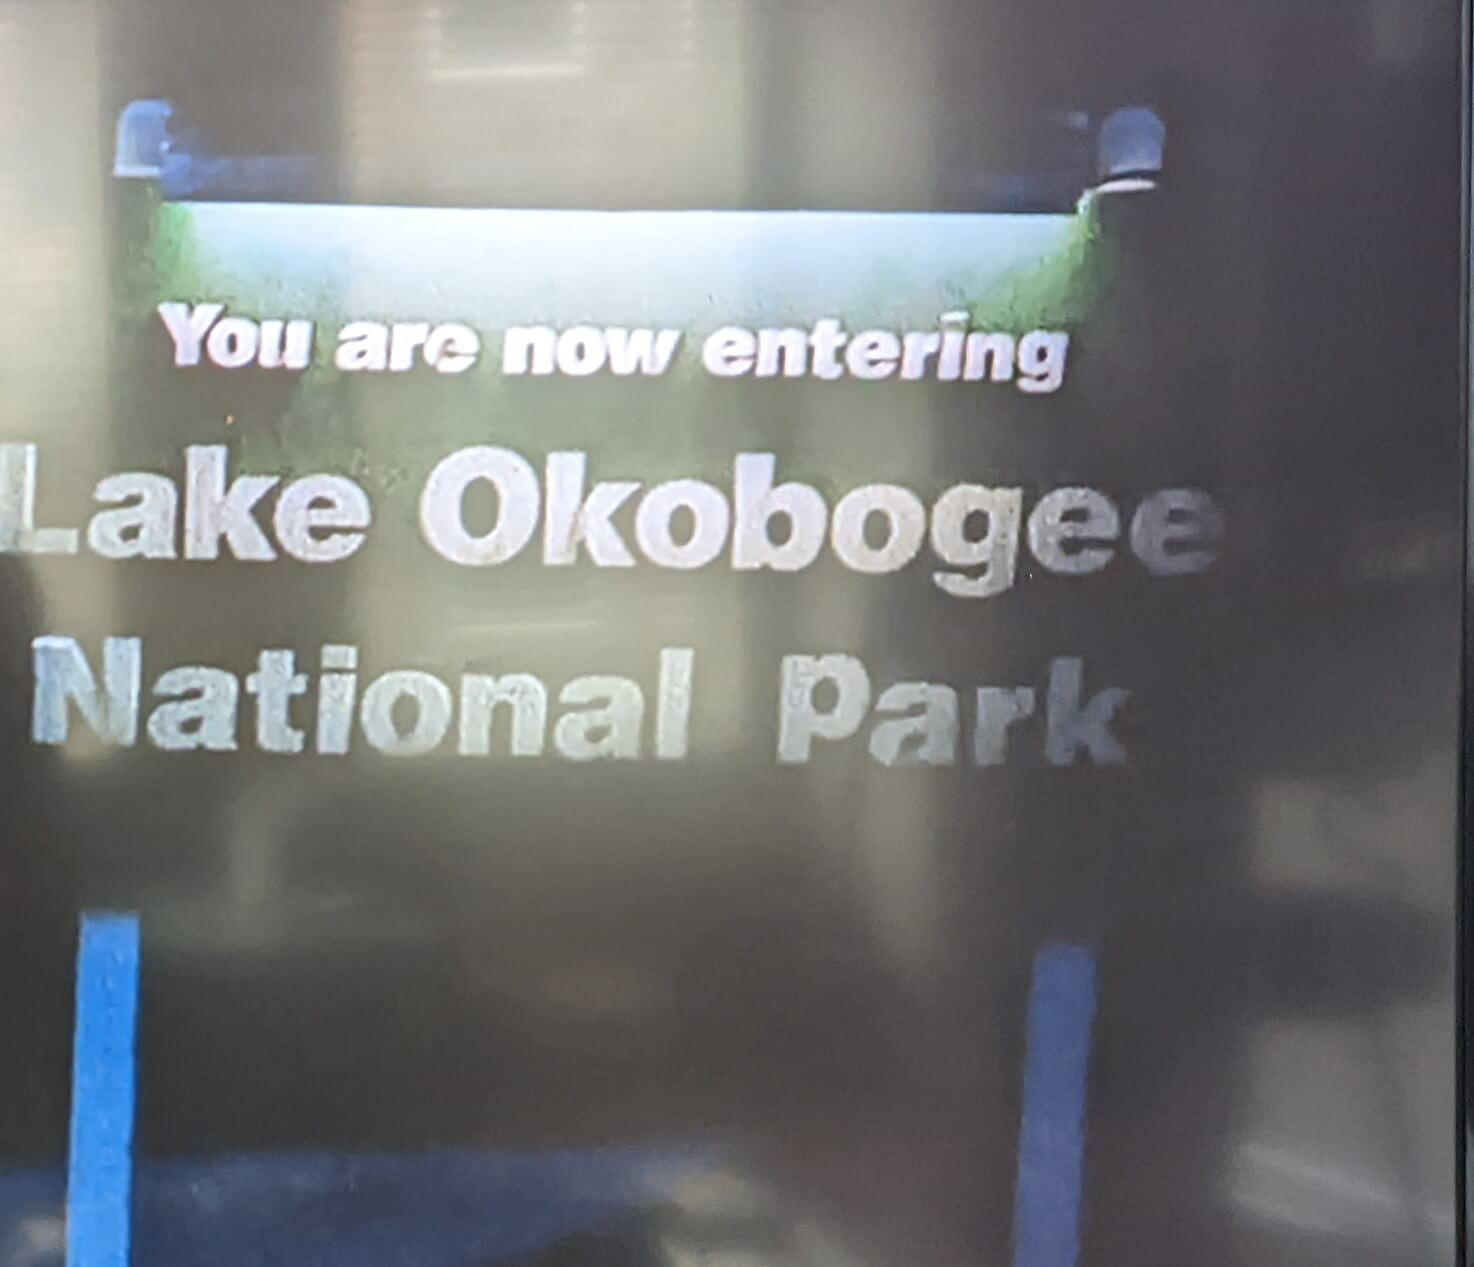 You are now entering
Lake Okobogee
National Park